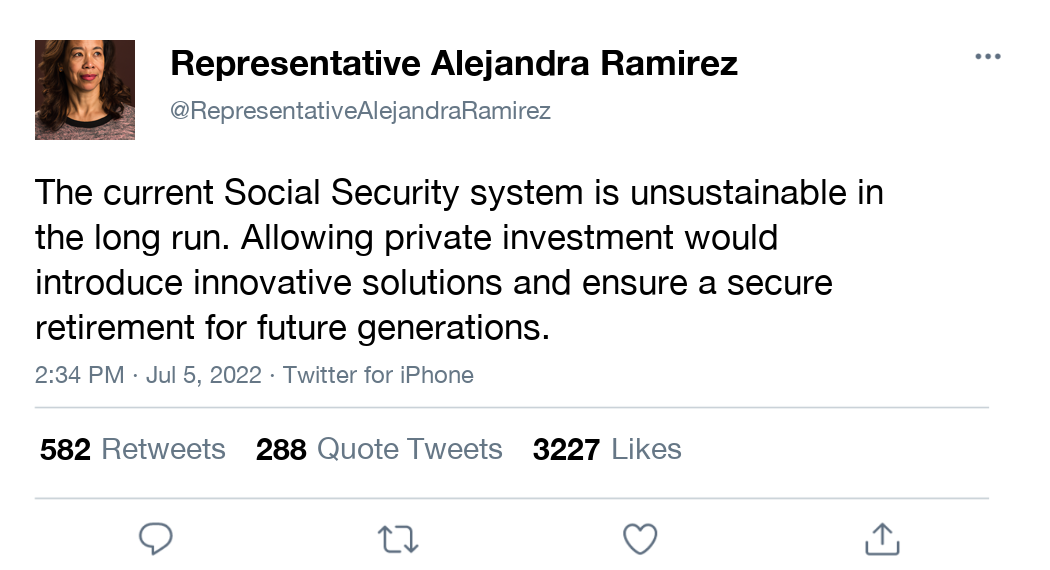 Representative Alejandra Ramirez
@RepresentativeAlejandraRamirez
The current Social Security system is unsustainable in
the long run. Allowing private investment would
introduce innovative solutions and ensure a secure
retirement for future generations.
2:34 PM · Jul 5, 2022 · Twitter for iPhone
582 Retweets 288 Quote Tweets 3227 Likes